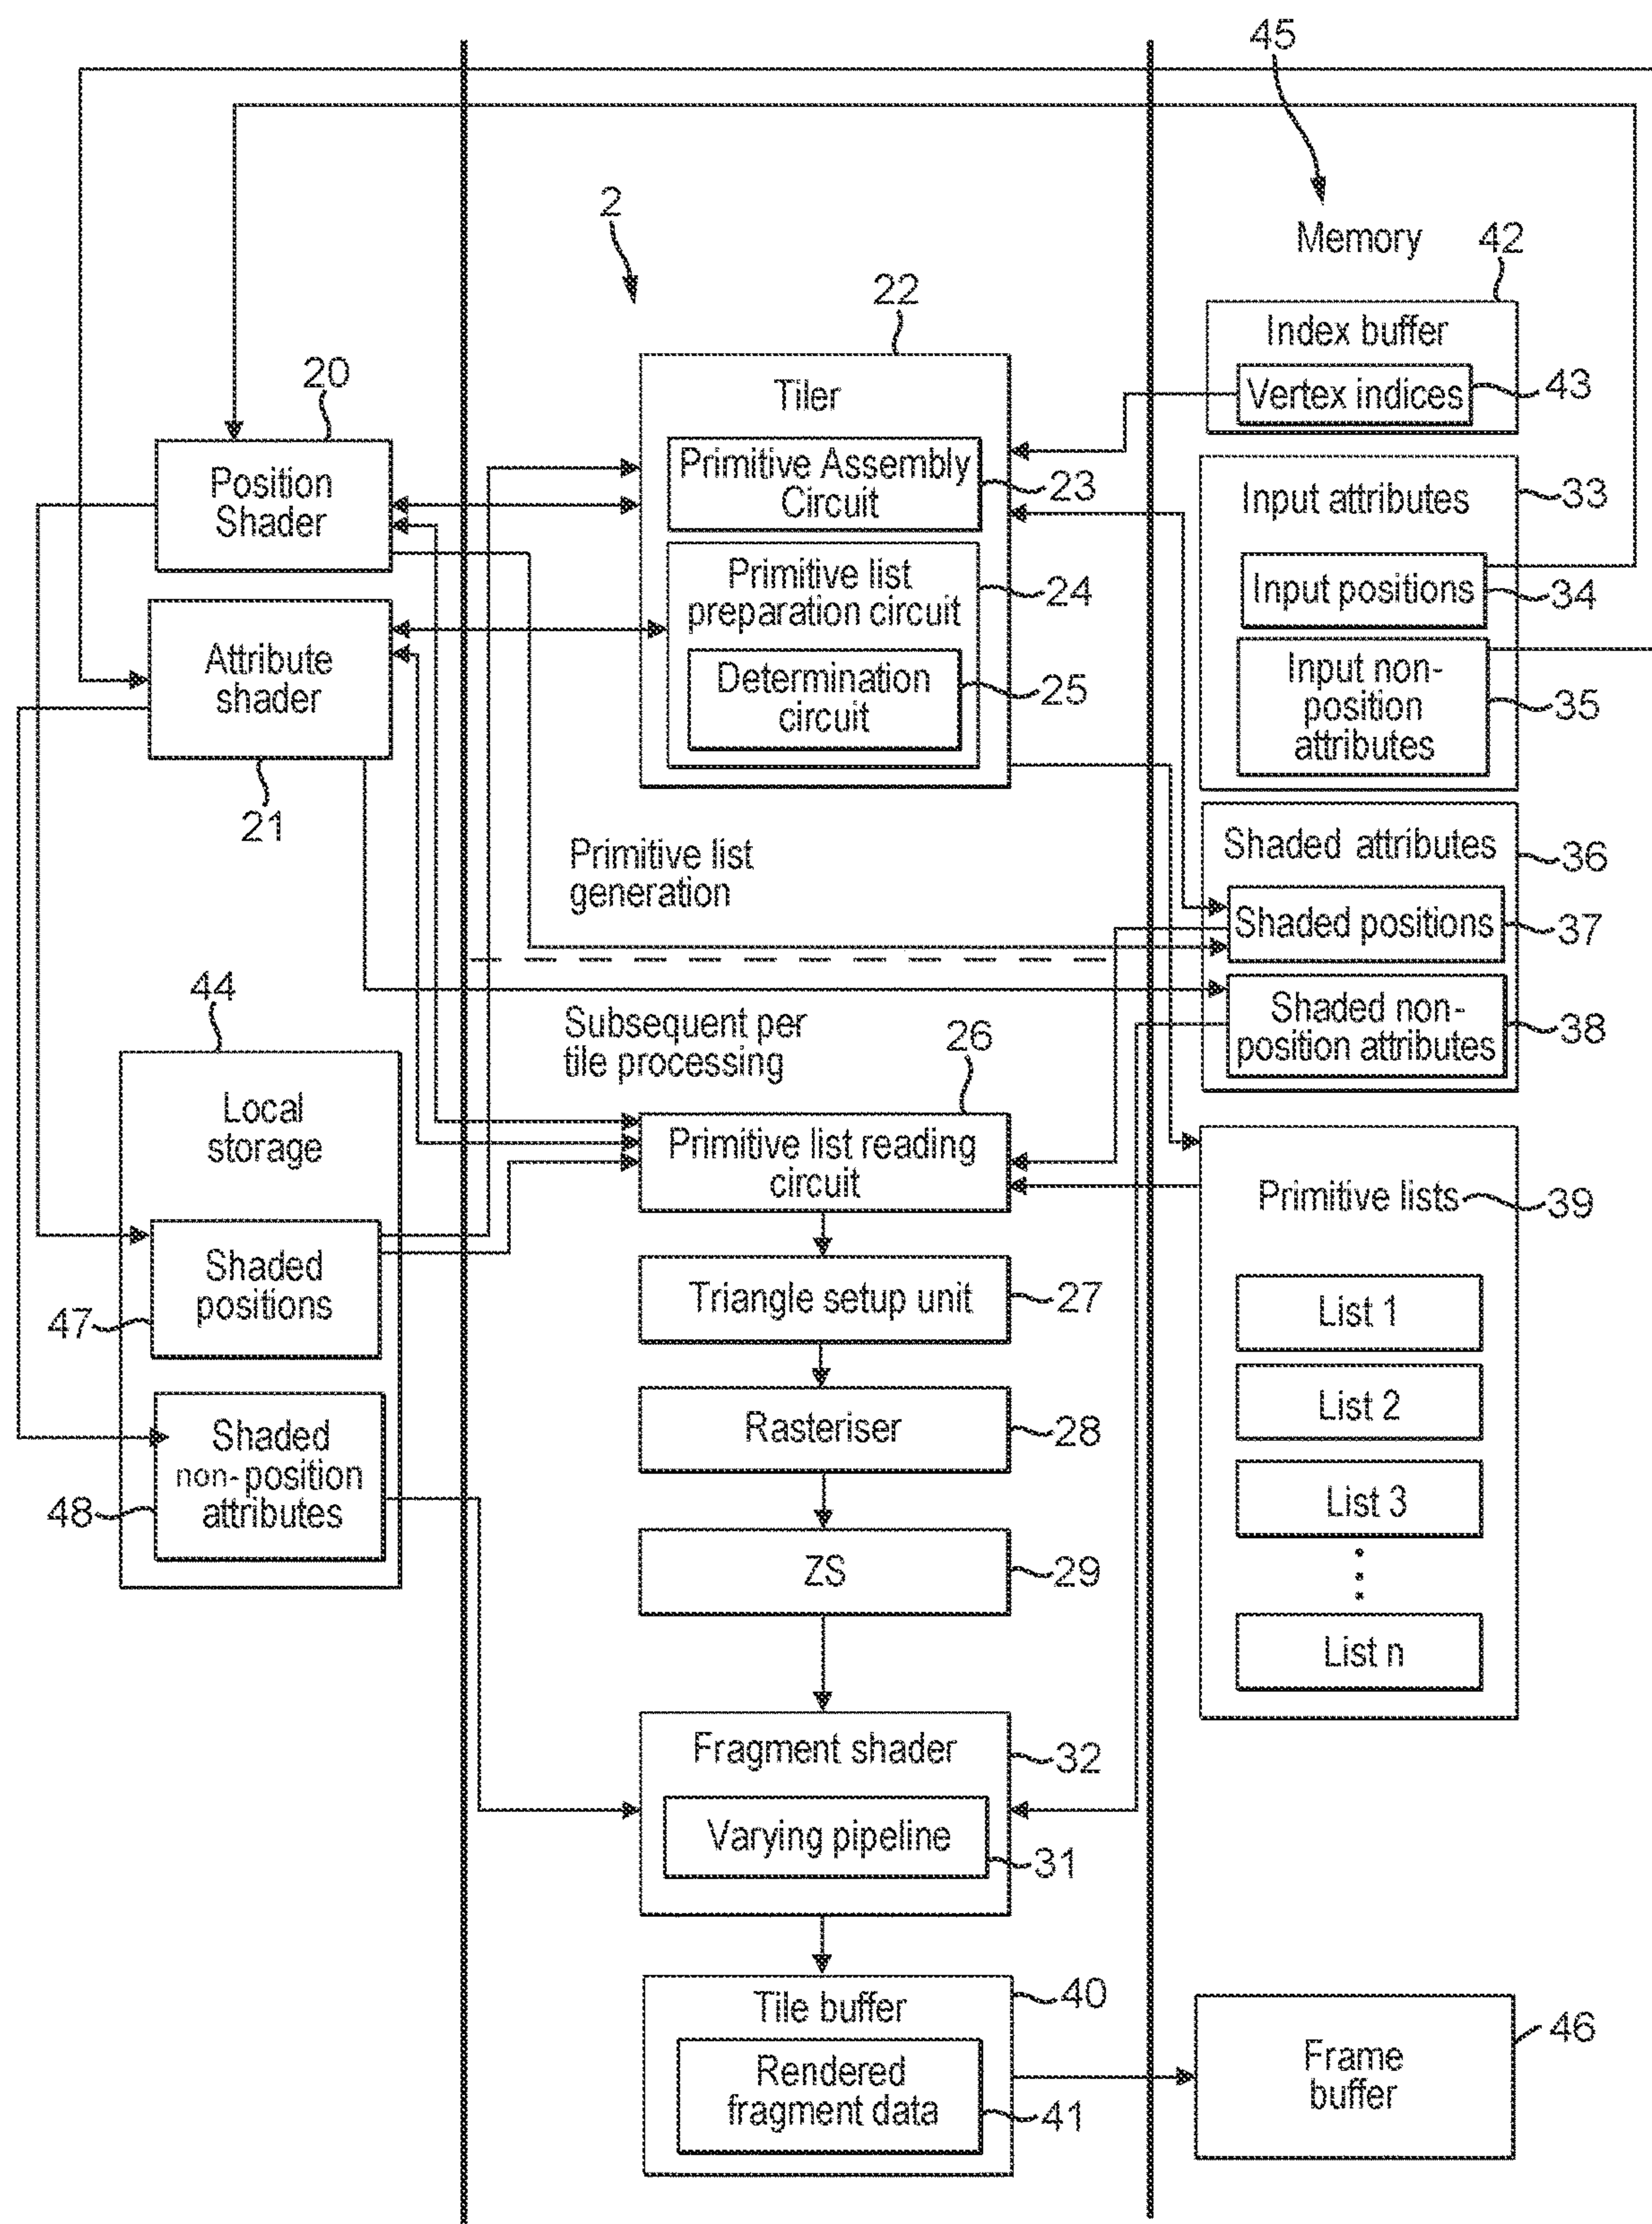 45
2
Memory
42
22
Index buffer
Vertex indices
43
20
Tiler
Position
Shader
Primitive Assembly
Circuit
23
Input attributes
33
Primitive list
preparation circuit
24
Input positions
34
Attribute
shader
Determination
circuit
25
Input non-
position
attributes
35
21
Primitive list
generation
Shaded attributes
36
Shaded positions
37
44
Subsequent per
tile processing
26
Shaded non-
position attributes
38
Local
storage
Primitive list reading
circuit
Primitive lists
39
Shaded
positions
47
Triangle setup unit
27
List 1
Rasteriser
28
List 2
Shaded
non-position
attributes
48
List 3
ZS
29
List n
Fragment shader
32
Varying pipeline
31
Tile buffer
40
Rendered
fragment data
41
Frame
buffer
46